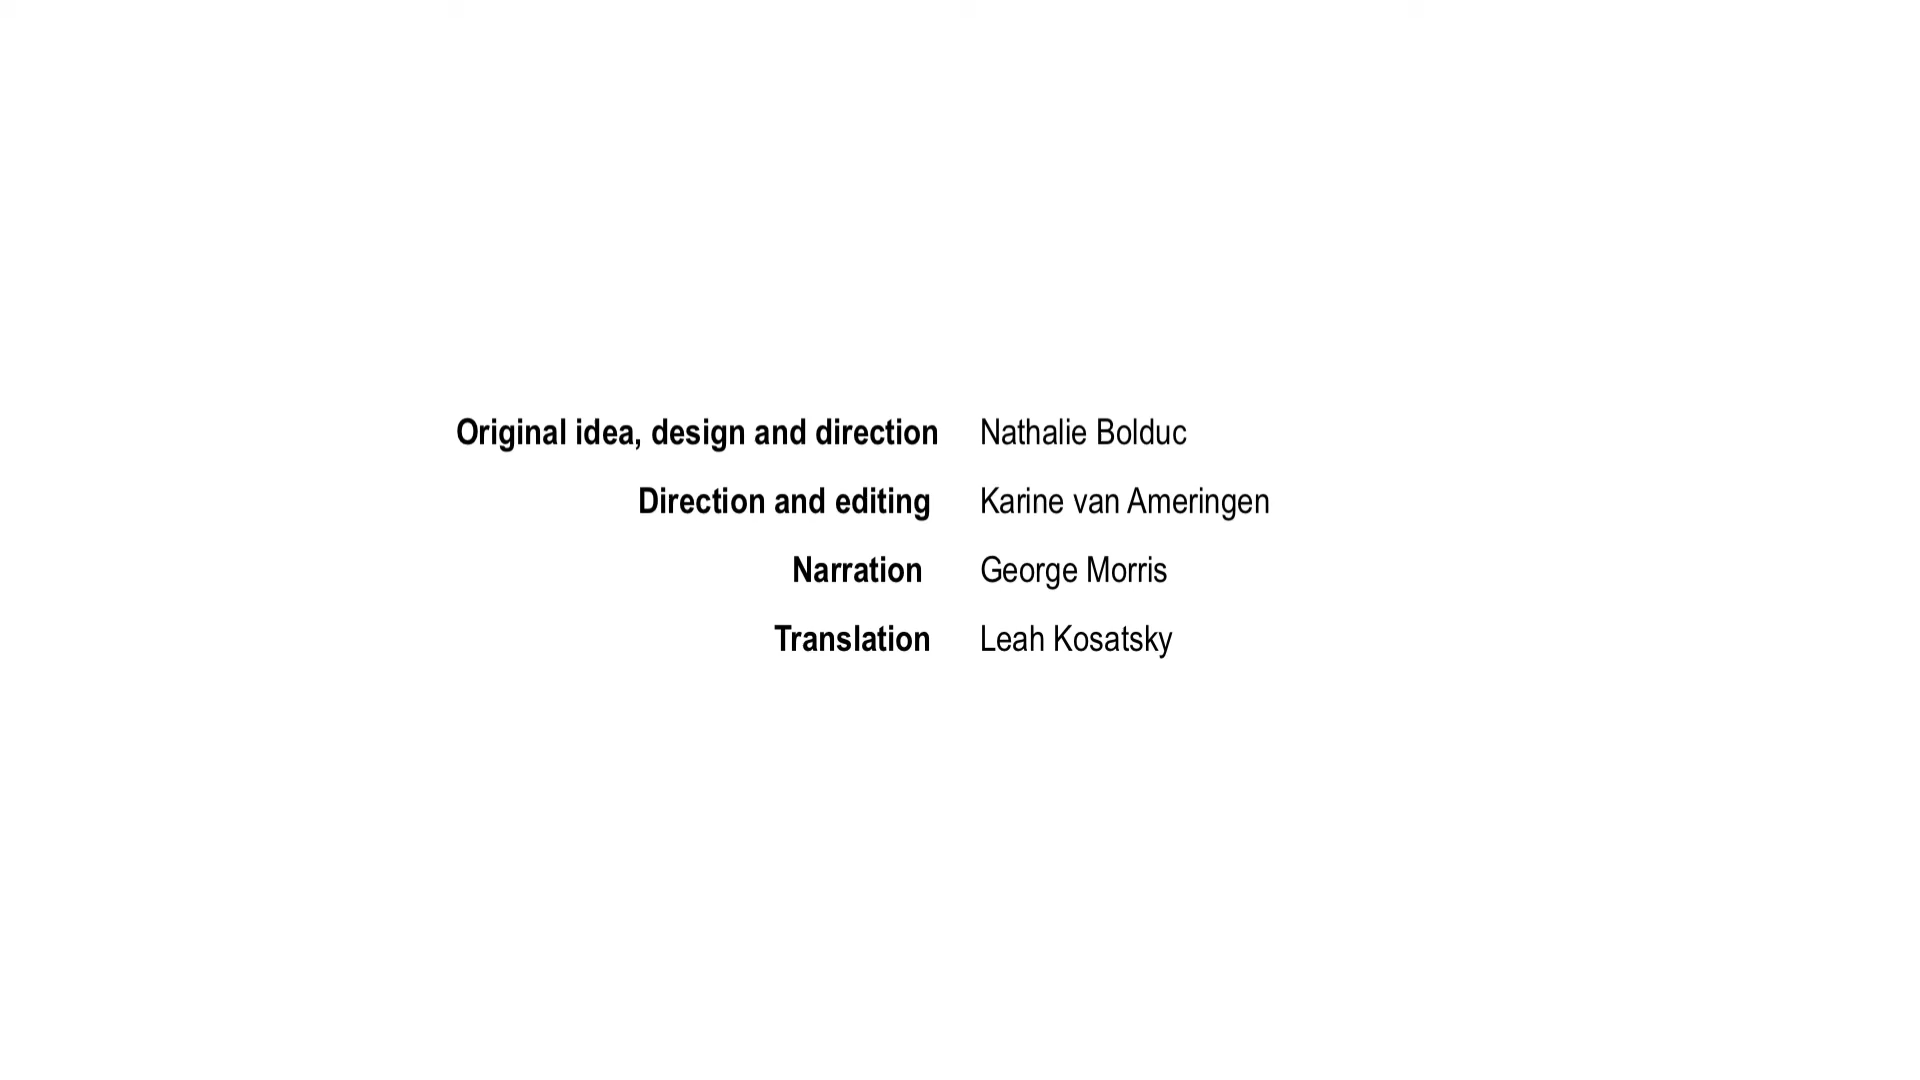 Original idea, design and direction Nathalie Bolduc
Direction and editing Karine van Ameringen
Narration George Morris
Translation Leah Kosatsky